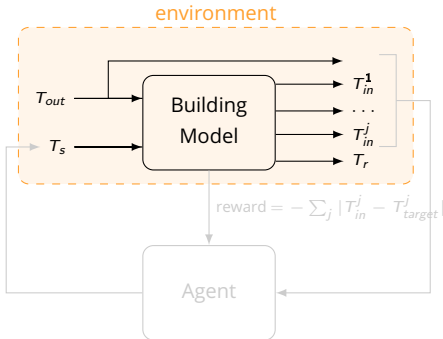 environment
T_out
T_s
Building
Model
T_in^1
...
T_in^j
T_r
reward = − ∑_j |T_in^j − T_target^j|
Agent